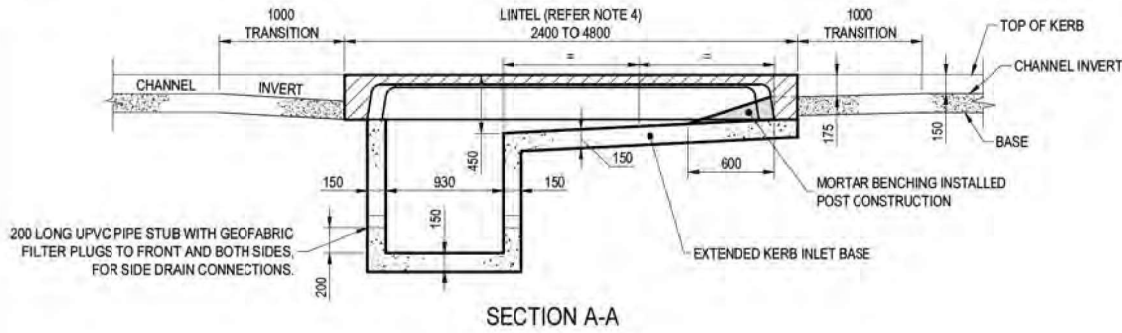 1000
TRANSITION
LINTEL (REFER NOTE 4)
2400 TO 4800
1000
TRANSITION
TOP OF KERB
=
=
CHANNEL INVERT
CHANNEL
INVERT
450
175
150
BASE
150
930
150
150
600
MORTAR BENCHING INSTALLED
POST CONSTRUCTION
150
200 LONG UPVC PIPE STUB WITH GEOFABRIC
FILTER PLUGS TO FRONT AND BOTH SIDES,
FOR SIDE DRAIN CONNECTIONS.
EXTENDED KERB INLET BASE
200
SECTION A-A